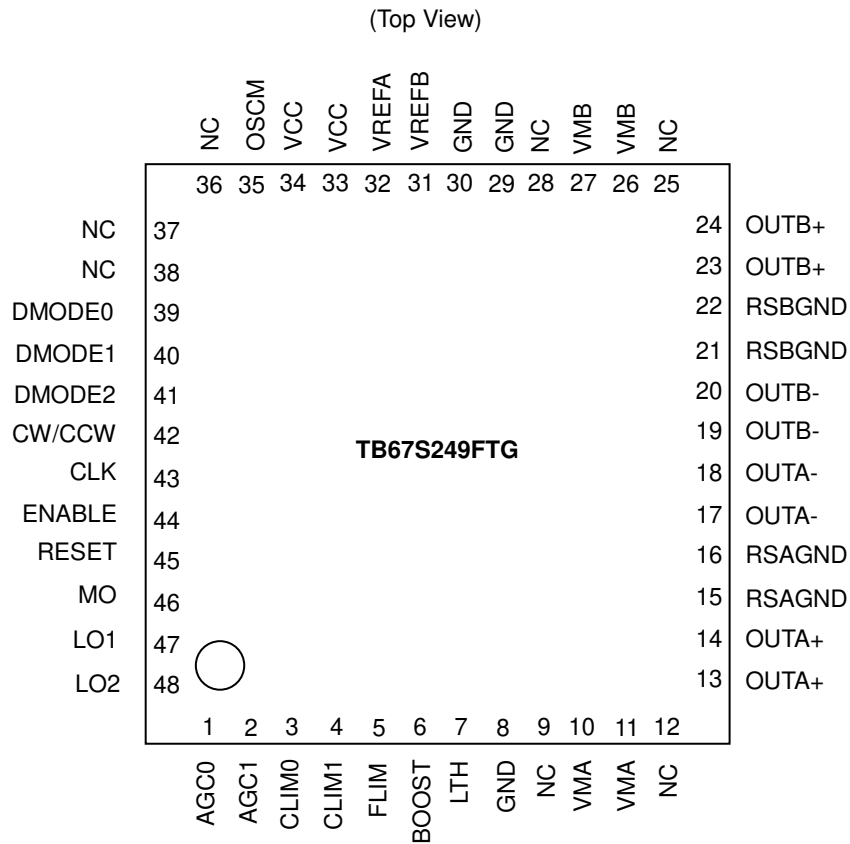 (Top View)
NC OSCM VCC VCC VREFA VREFB GND GND NC VMB VMB NC
36 35 34 33 32 31 30 29 28 27 26 25
NC 37
NC 38
DMODE0 39
DMODE1 40
DMODE2 41
CW/CCW 42
CLK 43
ENABLE 44
RESET 45
MO 46
LO1 47
LO2 48
TB67S249FTG
24 OUTB+
23 OUTB+
22 RSBGND
21 RSBGND
20 OUTB-
19 OUTB-
18 OUTA-
17 OUTA-
16 RSAGND
15 RSAGND
14 OUTA+
13 OUTA+
1 2 3 4 5 6 7 8 9 10 11 12
AGC0 AGC1 CLIM0 CLIM1 FLIM BOOST LTH GND NC VMA VMA NC